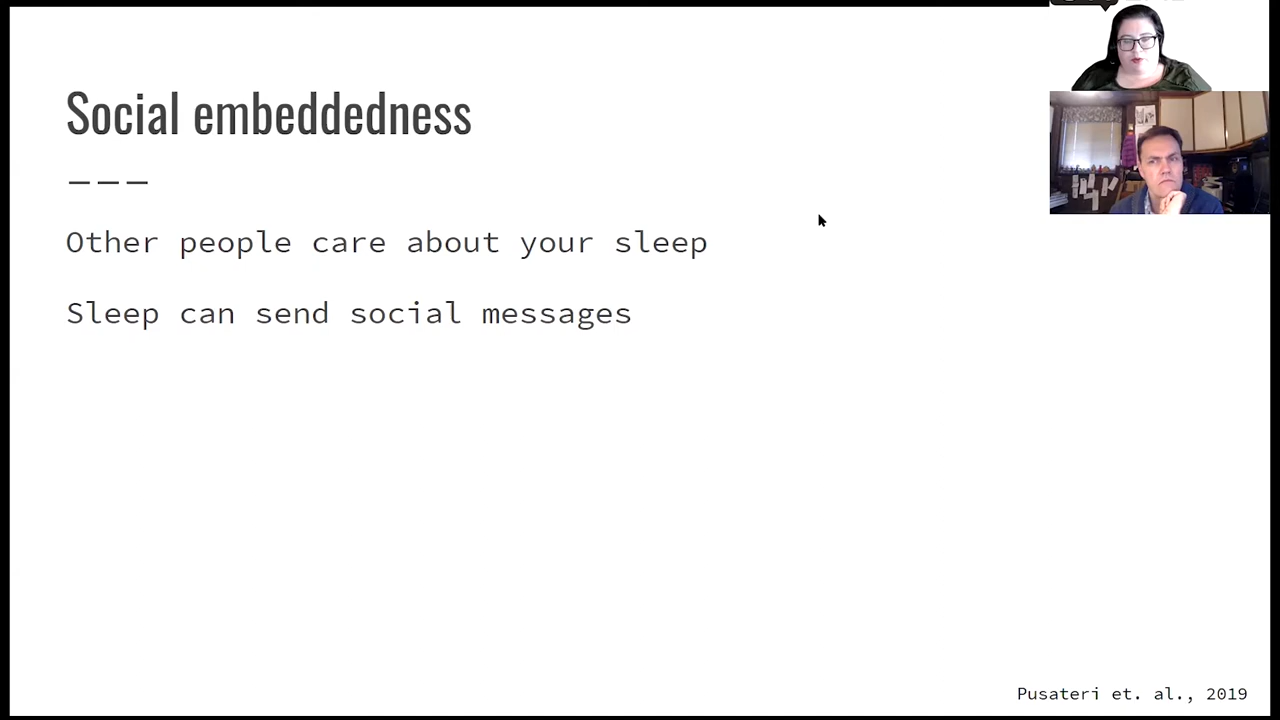 Social embeddedness
Other people care about your sleep
Sleep can send social messages
Pusateri et. al., 2019